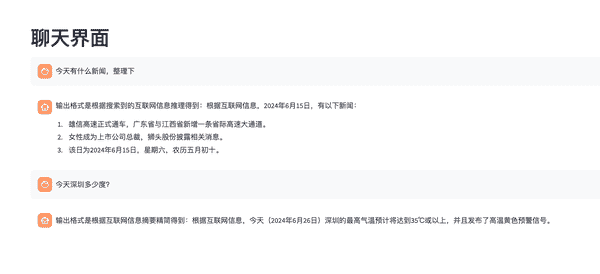 聊天界面
今天有什么新闻，整理下
输出格式是根据搜索到的互联网信息推理得到：根据互联网信息，2024年6月15日，有以下新闻：
1. 雄信高速正式通车，广东省与江西省新增一条省际高速大通道。
2. 女性成为上市公司总裁，狮头股份披露相关消息。
3. 该日为2024年6月15日，星期六，农历五月初十。
今天深圳多少度？
输出格式是根据互联网信息摘要精简得到：根据互联网信息，今天（2024年6月26日）深圳的最高气温预计将达到35℃或以上，并且发布了高温黄色预警信号。